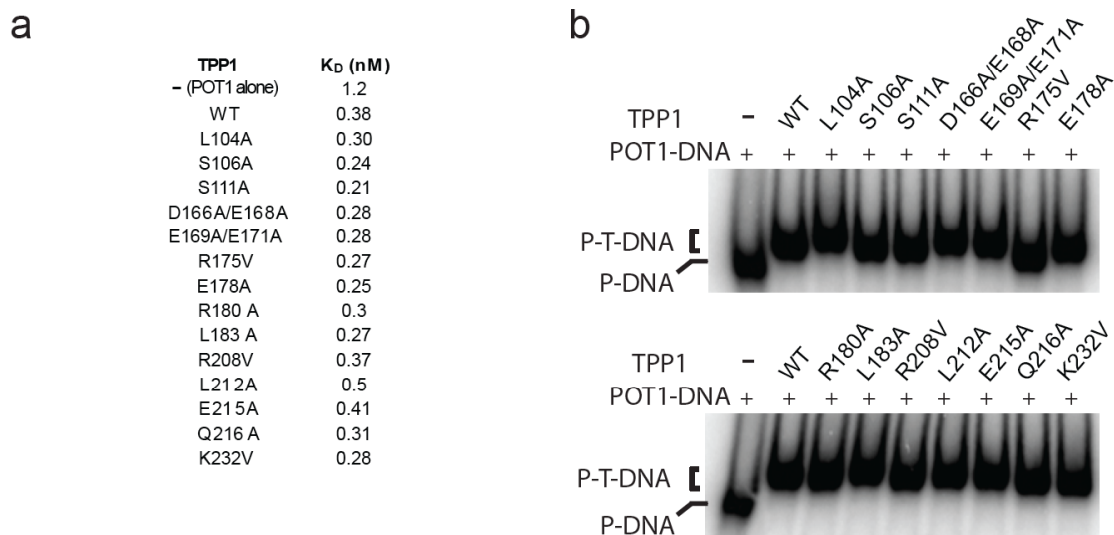 a
TPP1 K_D (nM)
– (POT1 alone) 1.2
WT 0.38
L104A 0.30
S106A 0.24
S111A 0.21
D166A/E168A 0.28
E169A/E171A 0.28
R175V 0.27
E178A 0.25
R180 A 0.3
L183 A 0.27
R208V 0.37
L212A 0.5
E215A 0.41
Q216 A 0.31
K232V 0.28
b
TPP1 – WT L104A S106A S111A D166A/E168A E169A/E171A R175V E178A
POT1-DNA + + + + + + + + +
P-T-DNA
P-DNA
TPP1 – WT R180A L183A R208V L212A E215A Q216A K232V
POT1-DNA + + + + + + + + +
P-T-DNA
P-DNA